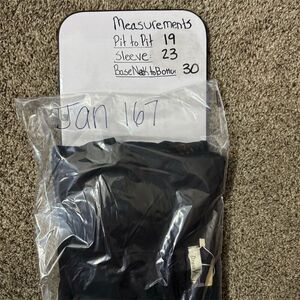 Measurements
Pit to Pit 19
Sleeve: 23
Base Neck to Bottom: 30
Jan 167